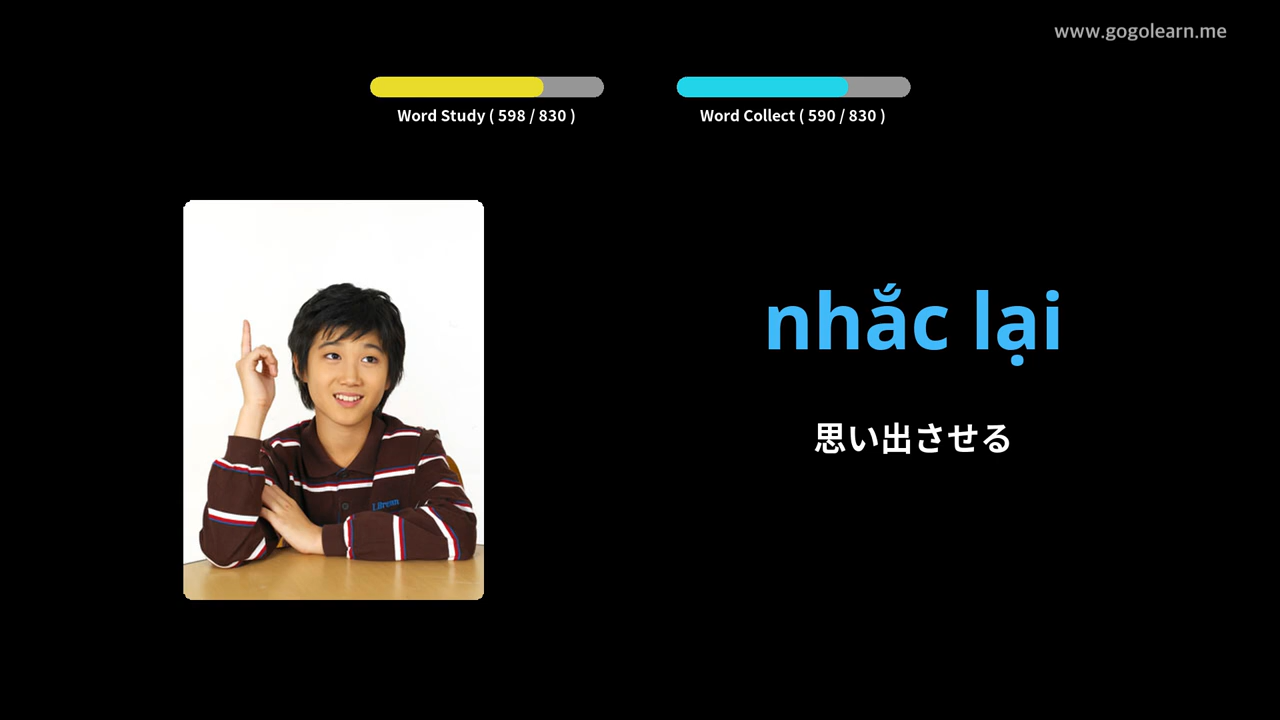 www.gogolearn.me
Word Study ( 598 / 830 )
Word Collect ( 590 / 830 )
nhắc lại
思い出させる